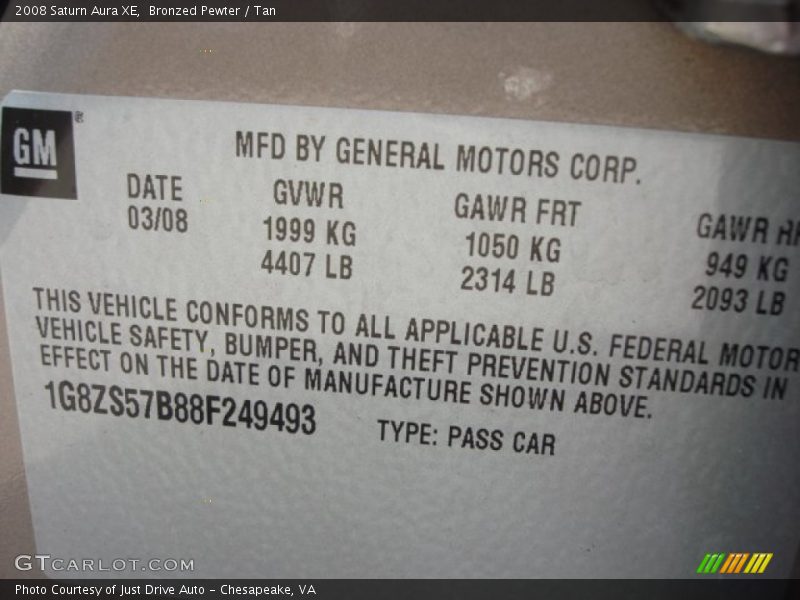 2008 Saturn Aura XE, Bronzed Pewter / Tan
GM ®
MFD BY GENERAL MOTORS CORP.
DATE GVWR GAWR FRT GAWR RR
03/08 1999 KG 1050 KG 949 KG
4407 LB 2314 LB 2093 LB
THIS VEHICLE CONFORMS TO ALL APPLICABLE U.S. FEDERAL MOTOR
VEHICLE SAFETY, BUMPER, AND THEFT PREVENTION STANDARDS IN
EFFECT ON THE DATE OF MANUFACTURE SHOWN ABOVE.
1G8ZS57B88F249493 TYPE: PASS CAR
GTCARLOT.COM
Photo Courtesy of Just Drive Auto – Chesapeake, VA